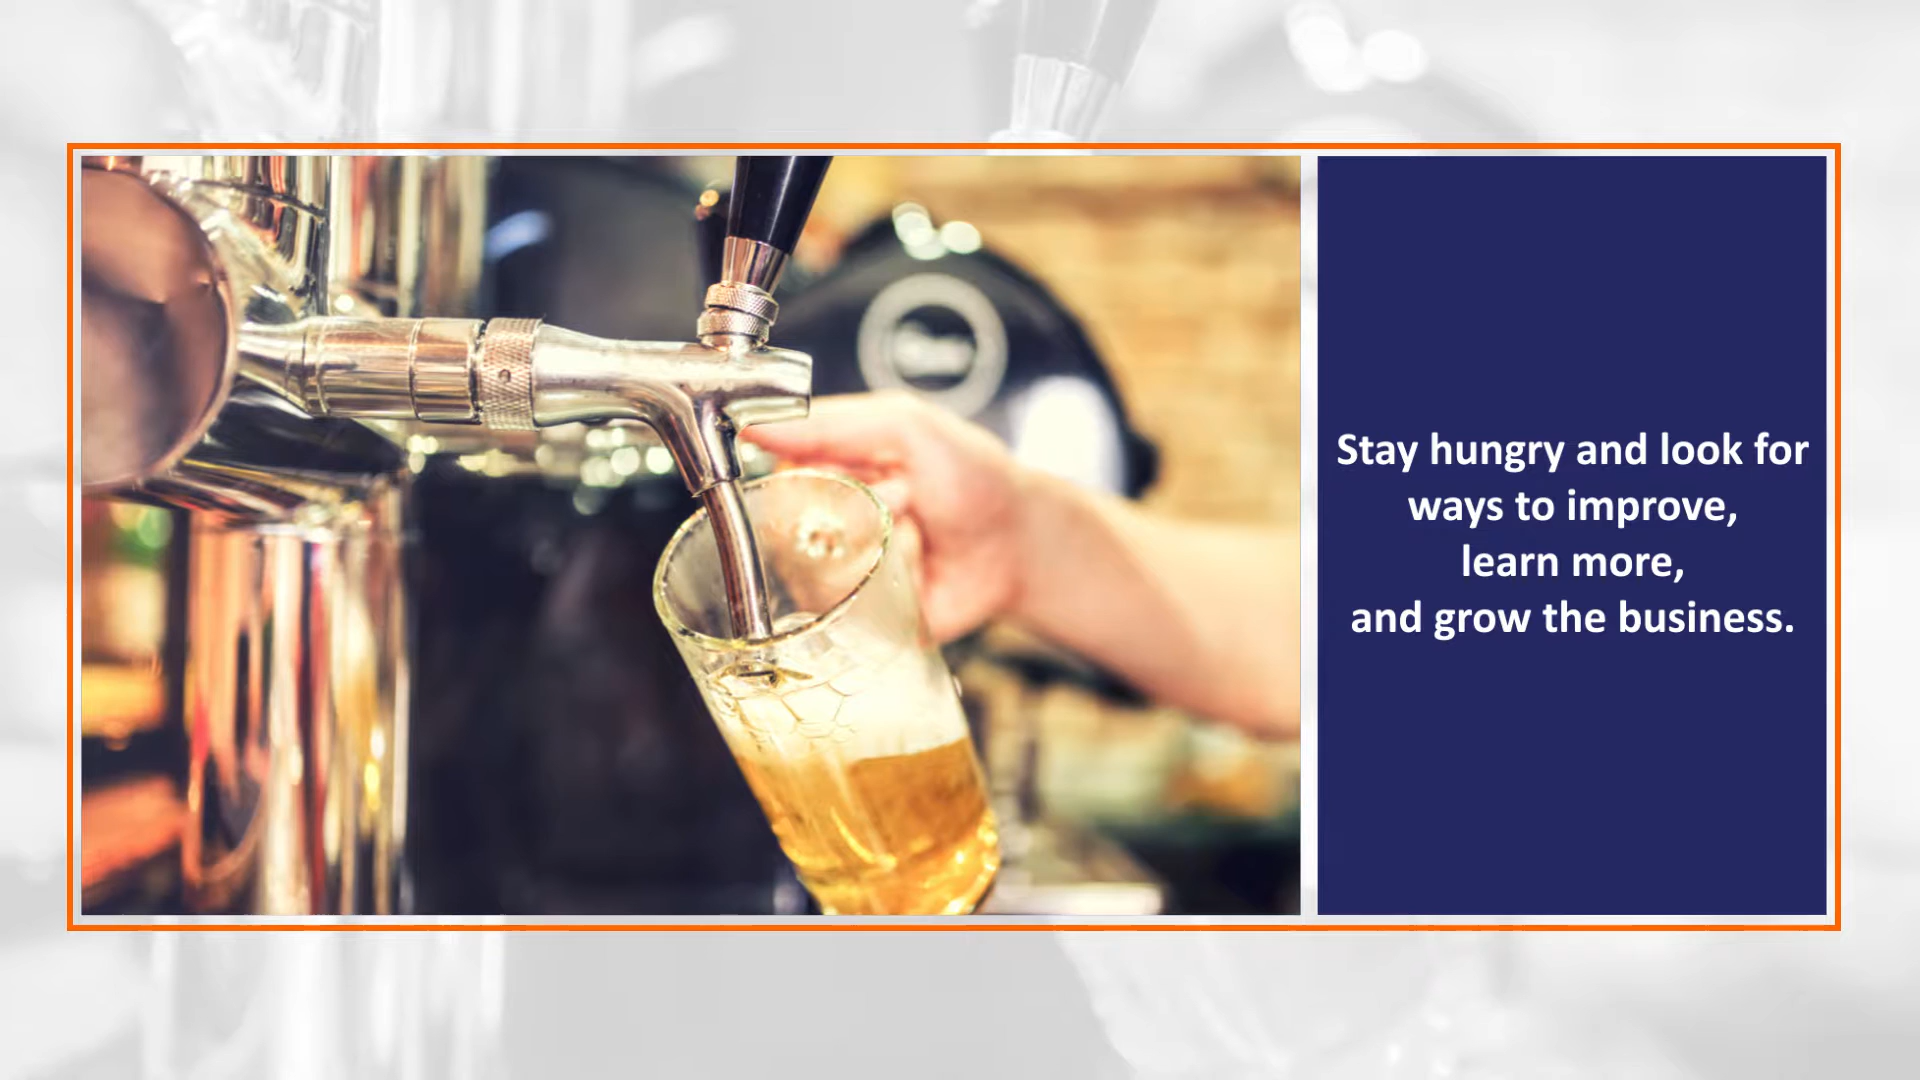 Stay hungry and look for
ways to improve,
learn more,
and grow the business.